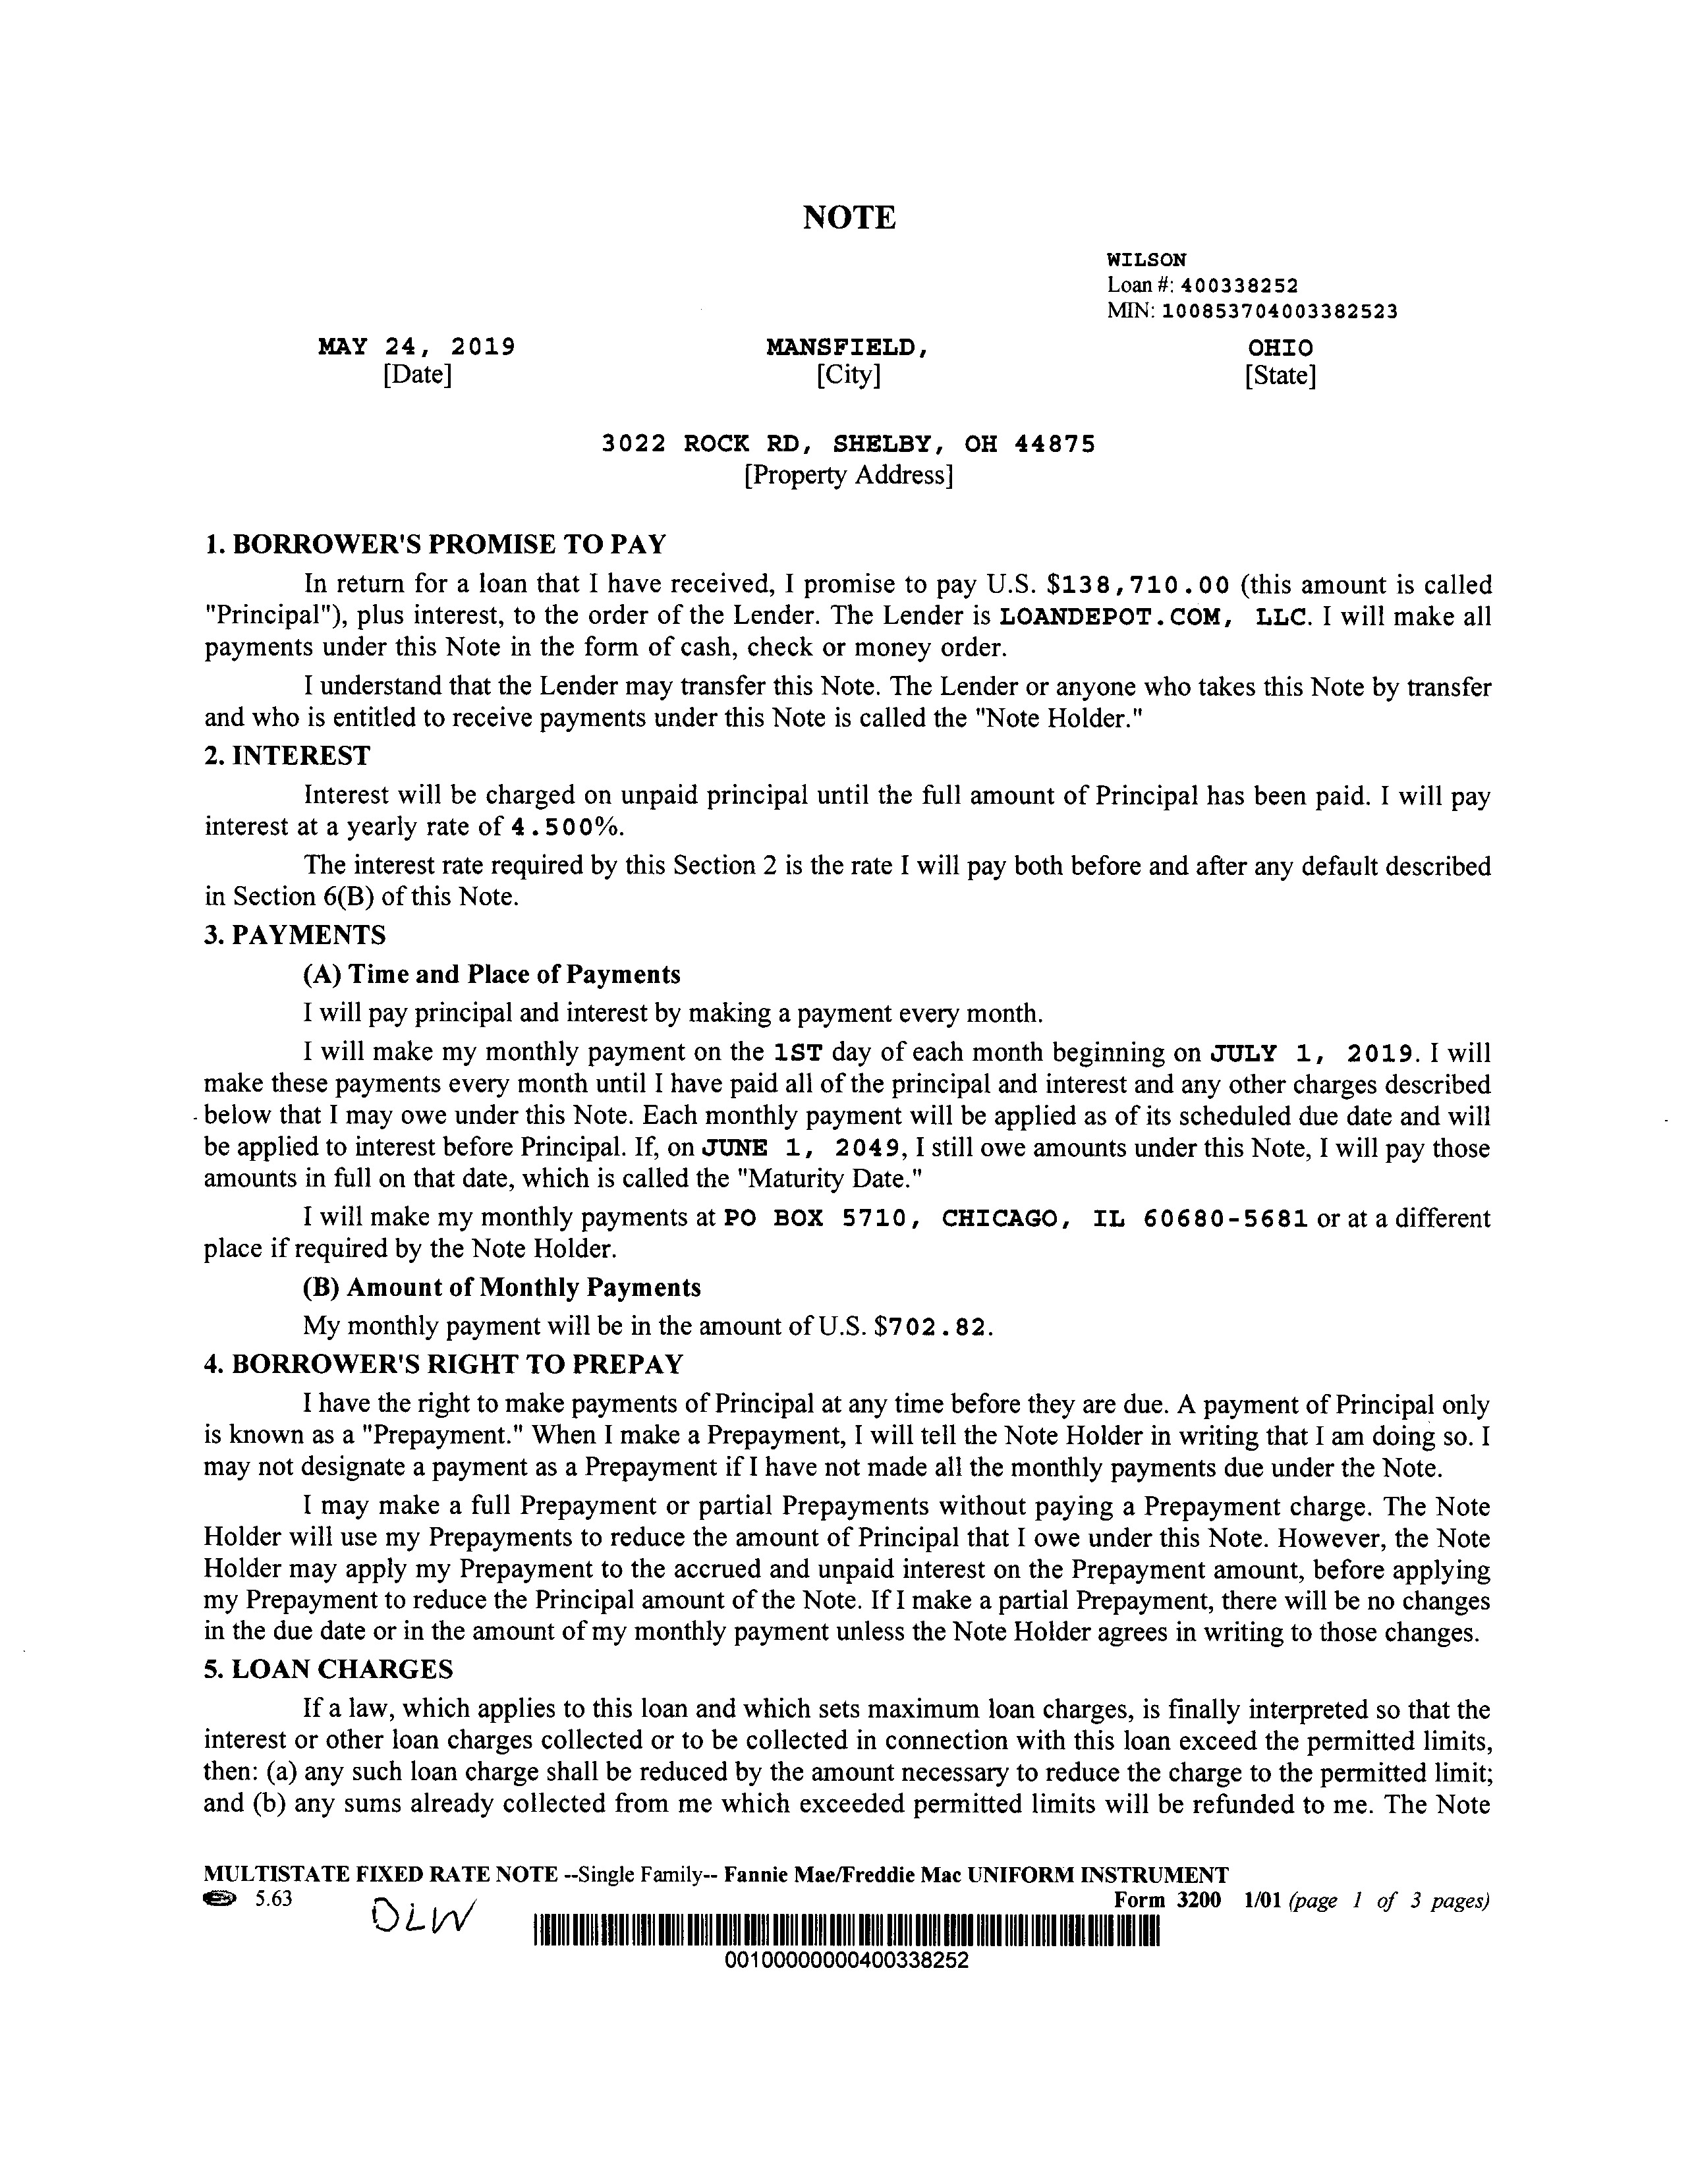 NOTE
WILSON
Loan #: 400338252
MIN: 100853704003382523
MAY 24, 2019 MANSFIELD, OHIO
[Date] [City] [State]
3022 ROCK RD, SHELBY, OH 44875
[Property Address]
1. BORROWER'S PROMISE TO PAY
In return for a loan that I have received, I promise to pay U.S. $138,710.00 (this amount is called
"Principal"), plus interest, to the order of the Lender. The Lender is LOANDEPOT.COM, LLC. I will make all
payments under this Note in the form of cash, check or money order.
I understand that the Lender may transfer this Note. The Lender or anyone who takes this Note by transfer
and who is entitled to receive payments under this Note is called the "Note Holder."
2. INTEREST
Interest will be charged on unpaid principal until the full amount of Principal has been paid. I will pay
interest at a yearly rate of 4.500%.
The interest rate required by this Section 2 is the rate I will pay both before and after any default described
in Section 6(B) of this Note.
3. PAYMENTS
(A) Time and Place of Payments
I will pay principal and interest by making a payment every month.
I will make my monthly payment on the 1ST day of each month beginning on JULY 1, 2019. I will
make these payments every month until I have paid all of the principal and interest and any other charges described
below that I may owe under this Note. Each monthly payment will be applied as of its scheduled due date and will
be applied to interest before Principal. If, on JUNE 1, 2049, I still owe amounts under this Note, I will pay those
amounts in full on that date, which is called the "Maturity Date."
I will make my monthly payments at PO BOX 5710, CHICAGO, IL 60680-5681 or at a different
place if required by the Note Holder.
(B) Amount of Monthly Payments
My monthly payment will be in the amount of U.S. $702.82.
4. BORROWER'S RIGHT TO PREPAY
I have the right to make payments of Principal at any time before they are due. A payment of Principal only
is known as a "Prepayment." When I make a Prepayment, I will tell the Note Holder in writing that I am doing so. I
may not designate a payment as a Prepayment if I have not made all the monthly payments due under the Note.
I may make a full Prepayment or partial Prepayments without paying a Prepayment charge. The Note
Holder will use my Prepayments to reduce the amount of Principal that I owe under this Note. However, the Note
Holder may apply my Prepayment to the accrued and unpaid interest on the Prepayment amount, before applying
my Prepayment to reduce the Principal amount of the Note. If I make a partial Prepayment, there will be no changes
in the due date or in the amount of my monthly payment unless the Note Holder agrees in writing to those changes.
5. LOAN CHARGES
If a law, which applies to this loan and which sets maximum loan charges, is finally interpreted so that the
interest or other loan charges collected or to be collected in connection with this loan exceed the permitted limits,
then: (a) any such loan charge shall be reduced by the amount necessary to reduce the charge to the permitted limit;
and (b) any sums already collected from me which exceeded permitted limits will be refunded to me. The Note
MULTISTATE FIXED RATE NOTE --Single Family-- Fannie Mae/Freddie Mac UNIFORM INSTRUMENT
5.63 Form 3200 1/01 (page 1 of 3 pages)
DLW
00100000000400338252